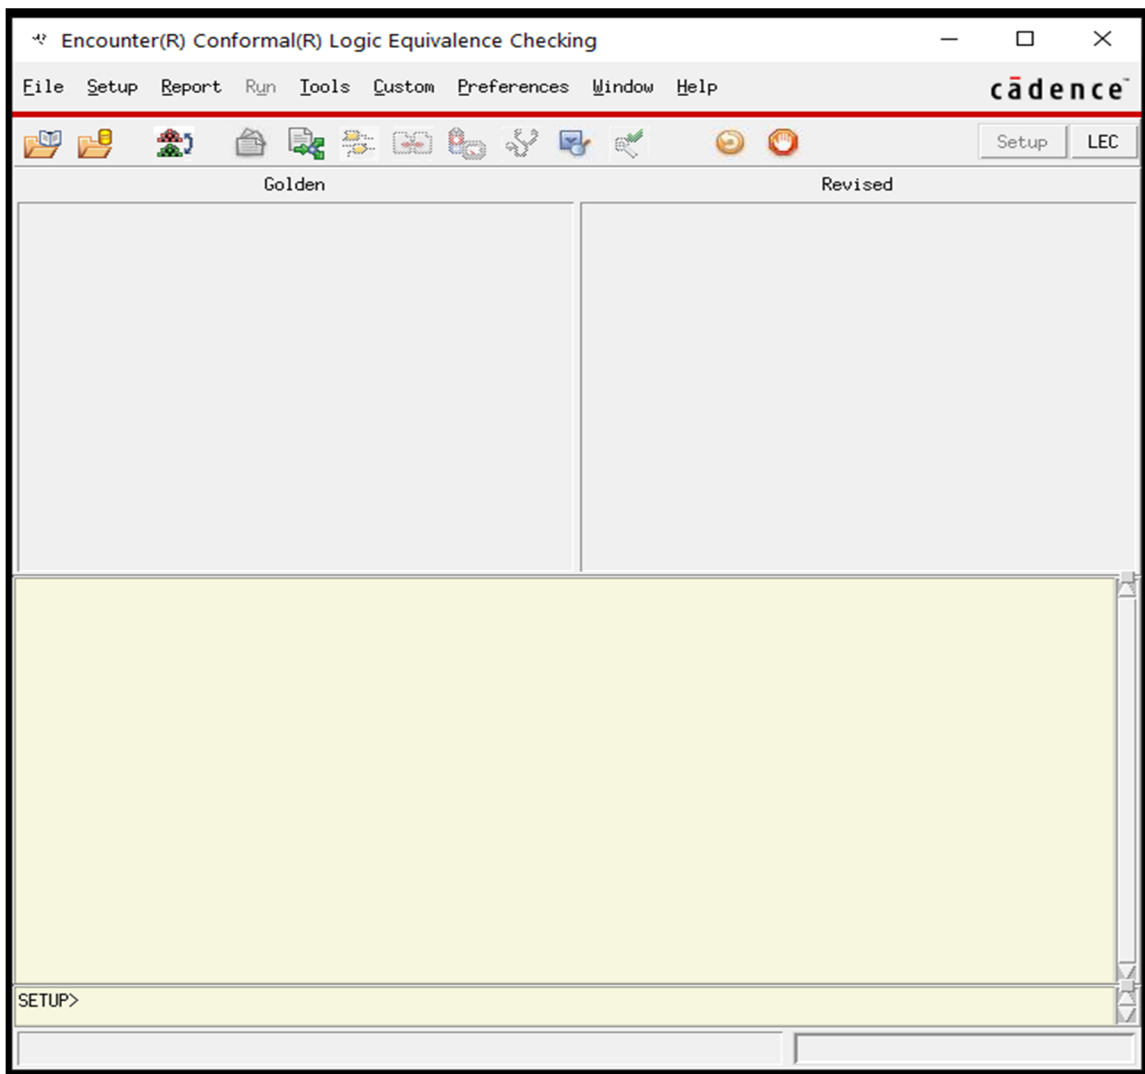 Encounter(R) Conformal(R) Logic Equivalence Checking
File Setup Report Run Tools Custom Preferences Window Help cādence™
Setup LEC
Golden Revised
SETUP>